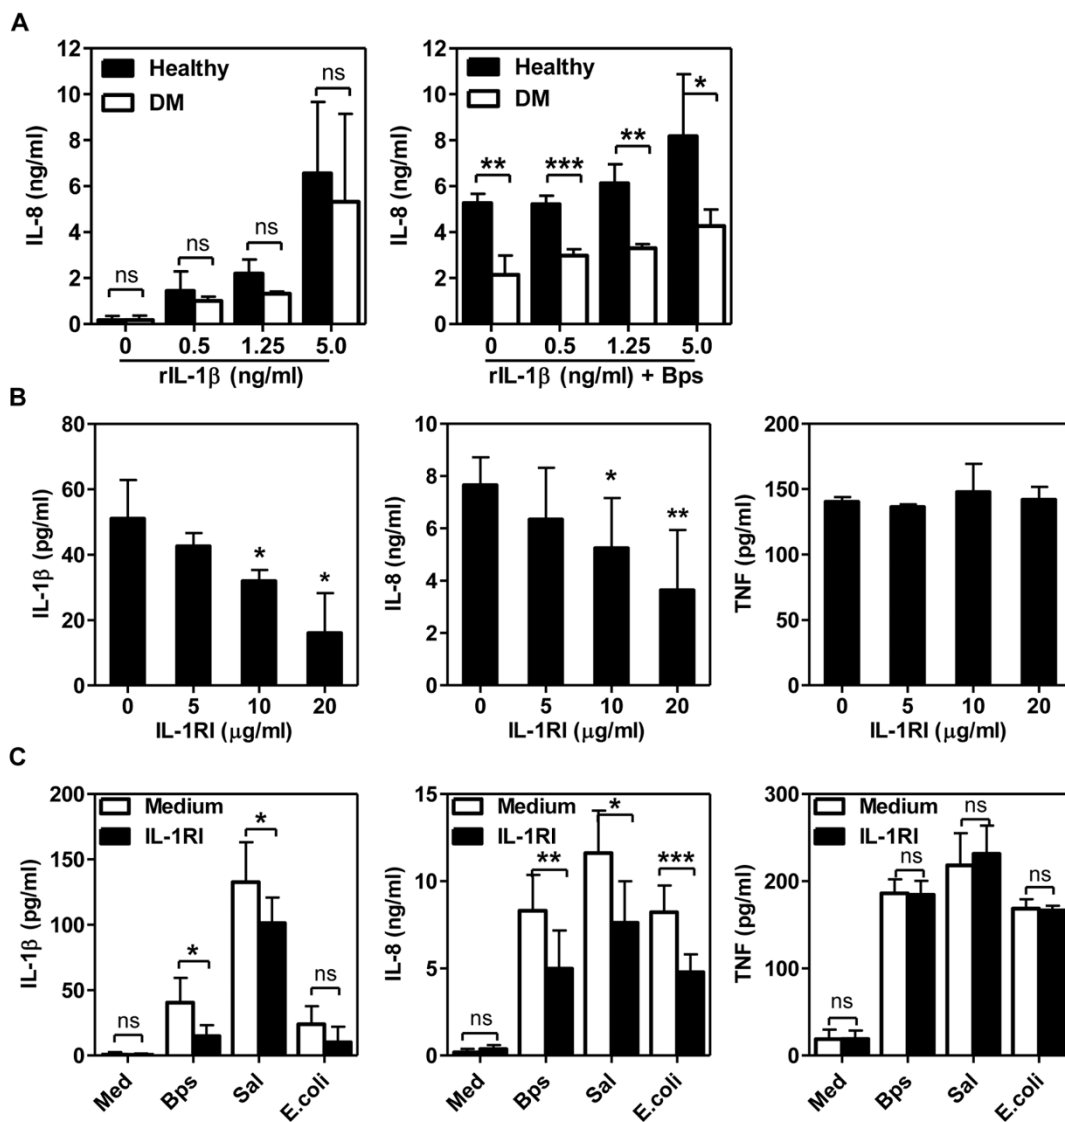 A
12
10
8
6
4
2
0
IL-8 (ng/ml)
Healthy
DM
ns
ns
ns
ns
0 0.5 1.25 5.0
rIL-1β (ng/ml)
12
10
8
6
4
2
0
IL-8 (ng/ml)
Healthy
DM
**
***
**
*
0 0.5 1.25 5.0
rIL-1β (ng/ml) + Bps
B
80
60
40
20
0
IL-1β (pg/ml)
*
*
0 5 10 20
IL-1RI (μg/ml)
10
8
6
4
2
0
IL-8 (ng/ml)
*
**
0 5 10 20
IL-1RI (μg/ml)
200
150
100
50
0
TNF (pg/ml)
0 5 10 20
IL-1RI (μg/ml)
C
200
150
100
50
0
IL-1β (pg/ml)
Medium
IL-1RI
ns
*
*
ns
Med Bps Sal E.coli
15
10
5
0
IL-8 (ng/ml)
Medium
IL-1RI
ns
**
*
***
Med Bps Sal E.coli
300
200
100
0
TNF (pg/ml)
Medium
IL-1RI
ns
ns
ns
ns
Med Bps Sal E.coli